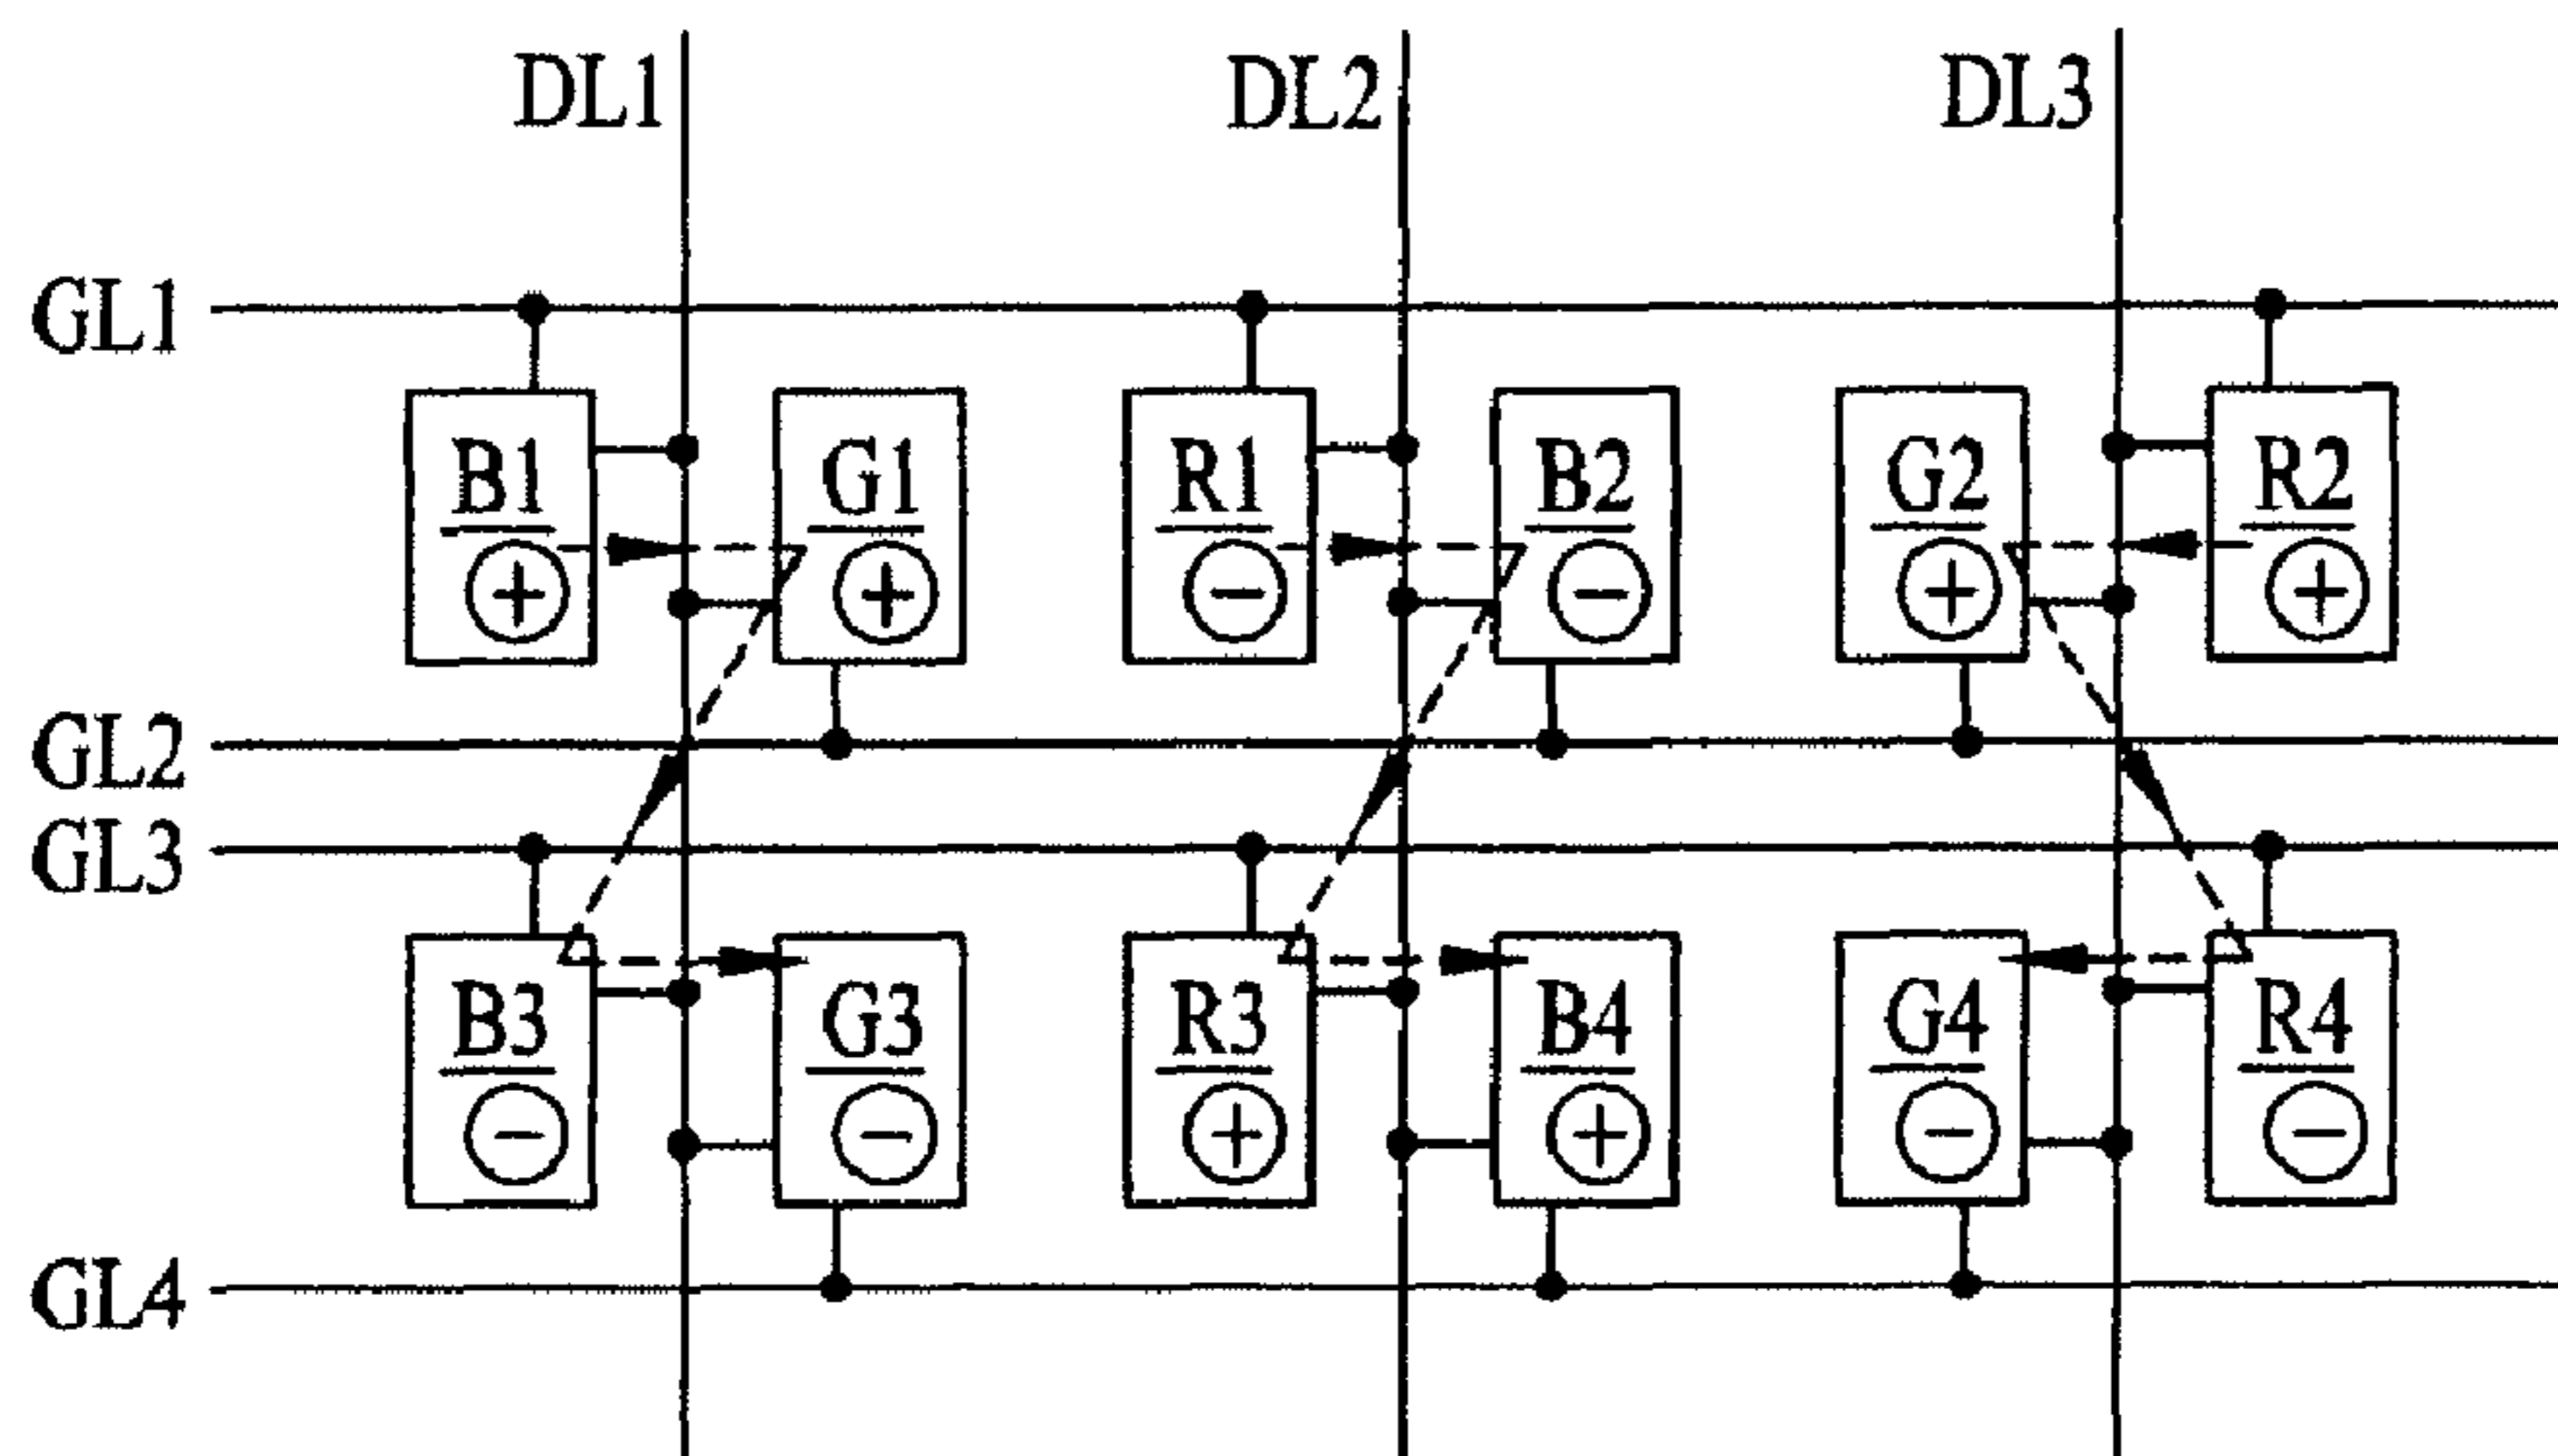 DL1 DL2 DL3
GL1
B1 G1 R1 B2 G2 R2
+ + − − + +
GL2
GL3
B3 G3 R3 B4 G4 R4
− − + + − −
GL4